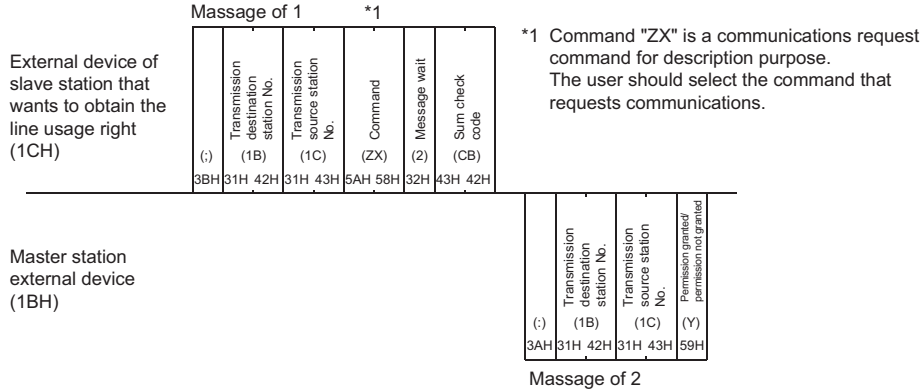 Massage of 1
*1
*1 Command "ZX" is a communications request
command for description purpose.
The user should select the command that
requests communications.
External device of
slave station that
wants to obtain the
line usage right
(1CH)
Transmission
destination
station No.
Transmission
source station
No.
Command
Message wait
Sum check
code
(;) (1B) (1C) (ZX) (2) (CB)
3BH 31H 42H 31H 43H 5AH 58H 32H 43H 42H
Master station
external device
(1BH)
Transmission
destination
station No.
Transmission
source station
No.
Permission granted/
permission not granted
(:) (1B) (1C) (Y)
3AH 31H 42H 31H 43H 59H
Massage of 2